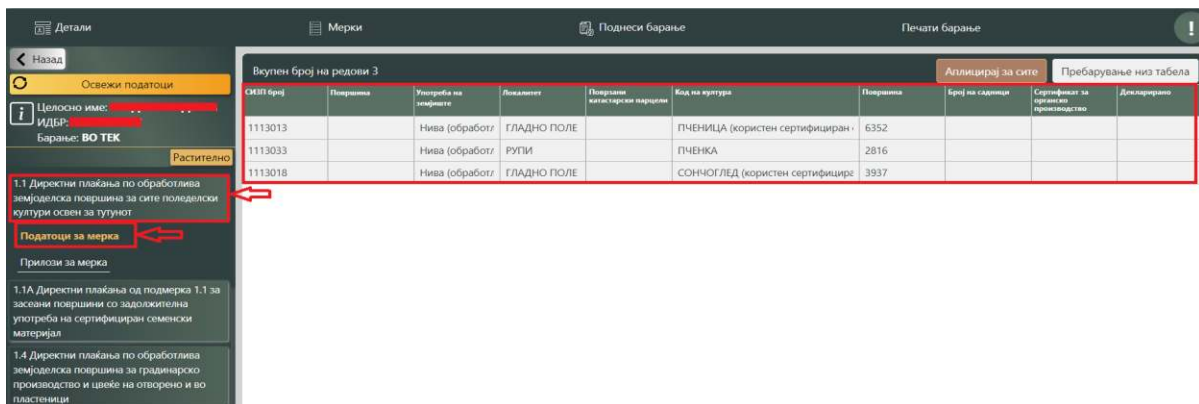 Детали
Мерки
Поднеси барање
Печати барање
Назад
Освежи податоци
Целосно име:
ИДБР:
Барање: ВО ТЕК
Растително
1.1 Директни плаќања по обработлива
земјоделска површина за сите поледелски
култури освен за тутунот
Податоци за мерка
Прилози за мерка
1.1А Директни плаќања од подмерка 1.1 за
засеани површини со задолжителна
употреба на сертифициран семенски
материјал
1.4 Директни плаќања по обработлива
земјоделска површина за градинарско
производство и цвеќе на отворено и во
пластеници
Вкупен број на редови 3
Аплицирај за сите
Пребарување низ табела
СИЗП број Површина Употреба на земјиште Локалитет Поврзани катастарски парцели Код на култура Површина Број на садници Сертификат за органско производство Декларирано
1113013 Нива (обработл ГЛАДНО ПОЛЕ ПЧЕНИЦА (користен сертифициран 6352
1113033 Нива (обработл РУПИ ПЧЕНКА 2816
1113018 Нива (обработл ГЛАДНО ПОЛЕ СОНЧОГЛЕД (користен сертифицира 3937